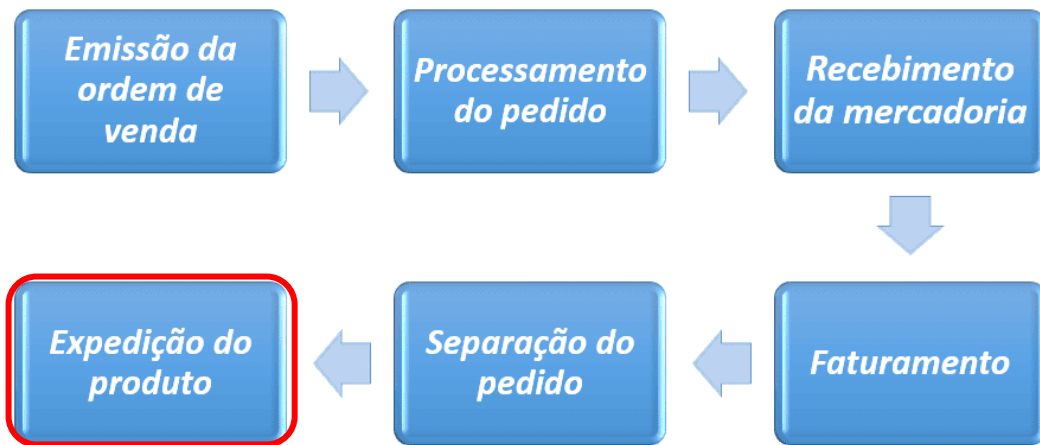 Emissão da
ordem de
venda
Processamento
do pedido
Recebimento
da mercadoria
Faturamento
Separação do
pedido
Expedição do
produto